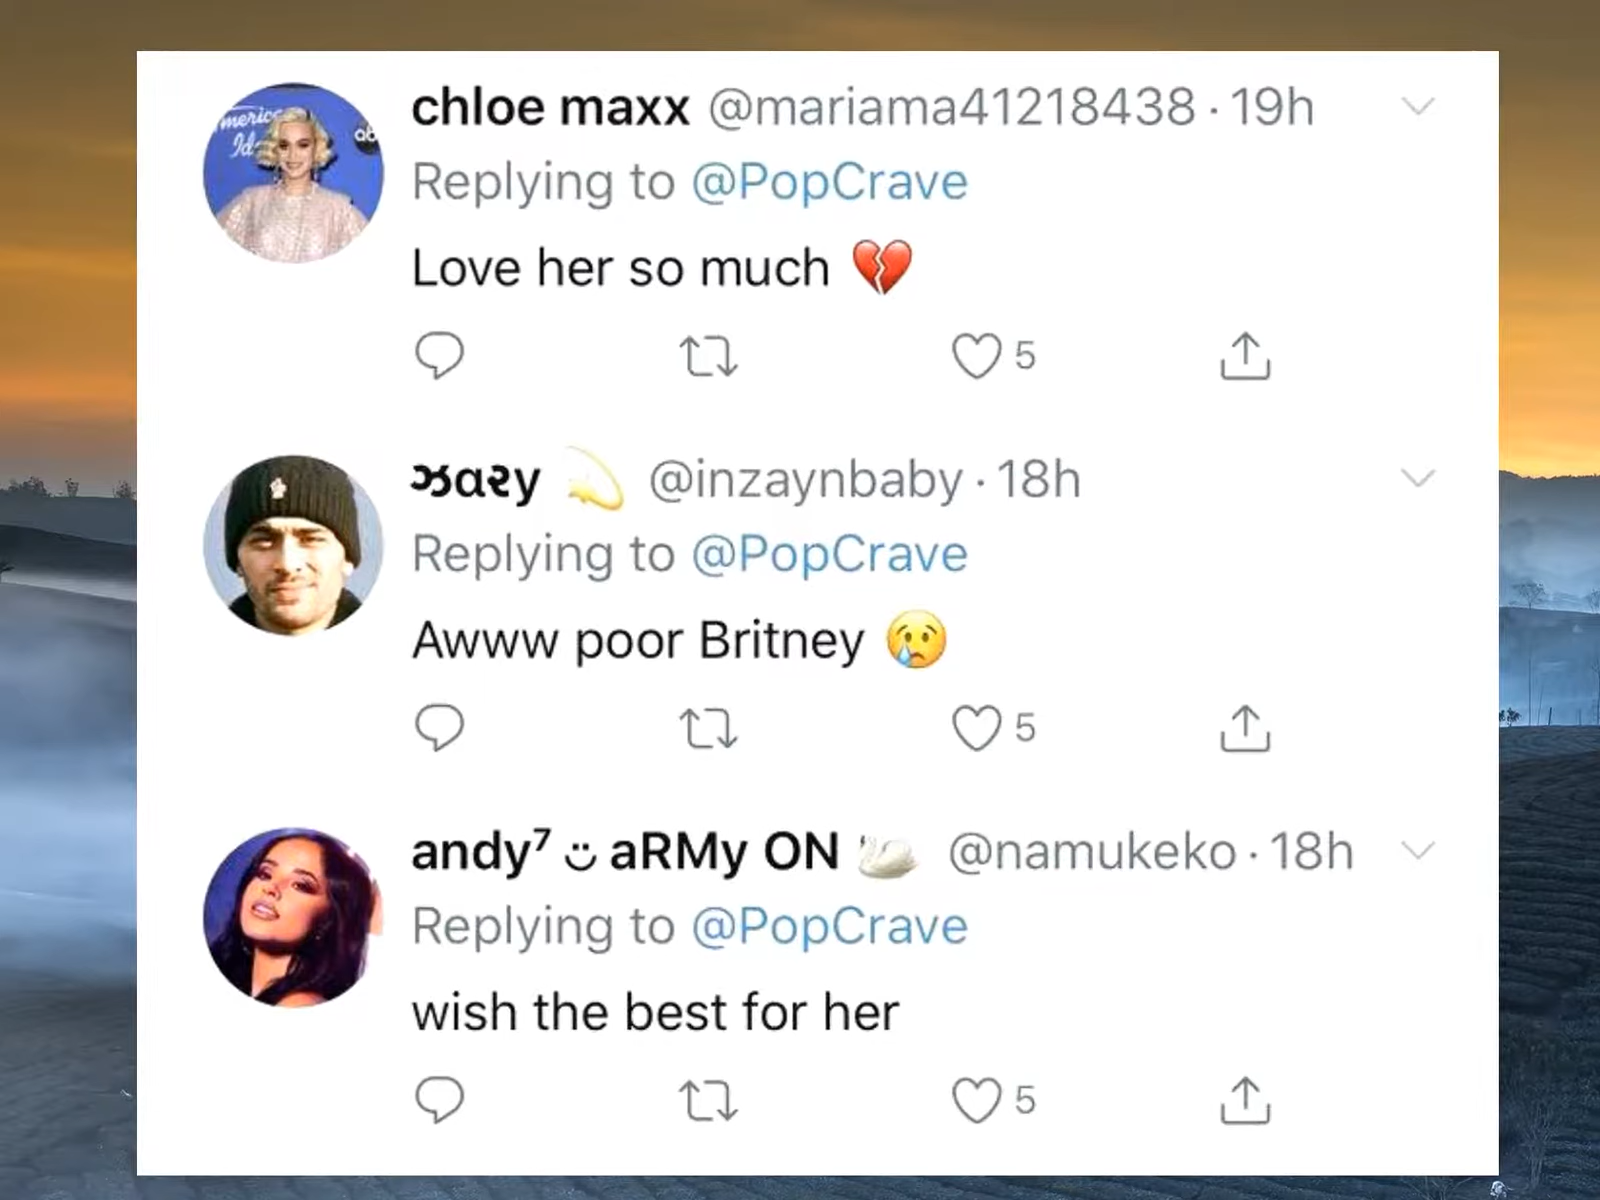 chloe maxx @mariama41218438 · 19h
Replying to @PopCrave
Love her so much 💔
5
ઝαટy 💫 @inzaynbaby · 18h
Replying to @PopCrave
Awww poor Britney 😢
5
andy⁷ ఌ aRMy ON 🦢 @namukeko · 18h
Replying to @PopCrave
wish the best for her
5